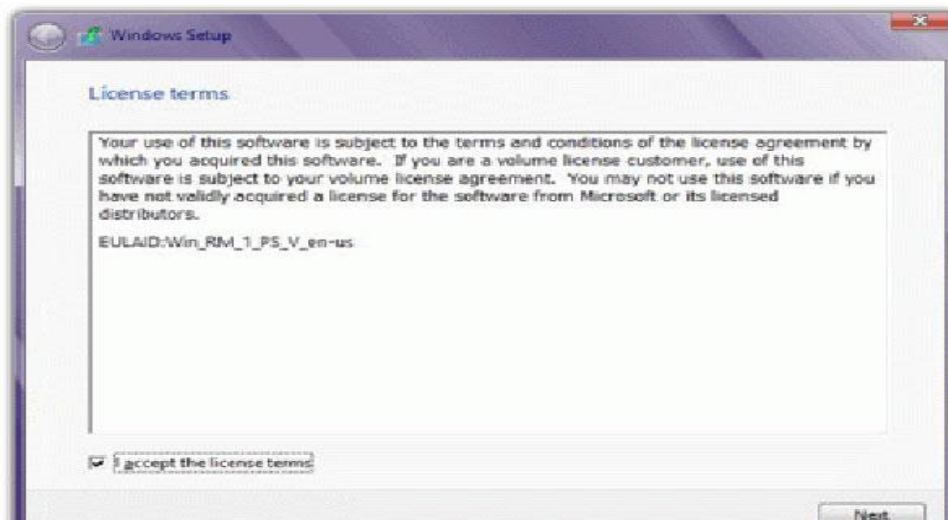 Windows Setup
License terms
Your use of this software is subject to the terms and conditions of the license agreement by
which you acquired this software. If you are a volume license customer, use of this
software is subject to your volume license agreement. You may not use this software if you
have not validly acquired a license for the software from Microsoft or its licensed
distributors.
EULAID:Win_RM_1_PS_V_en-us
I accept the license terms
Next